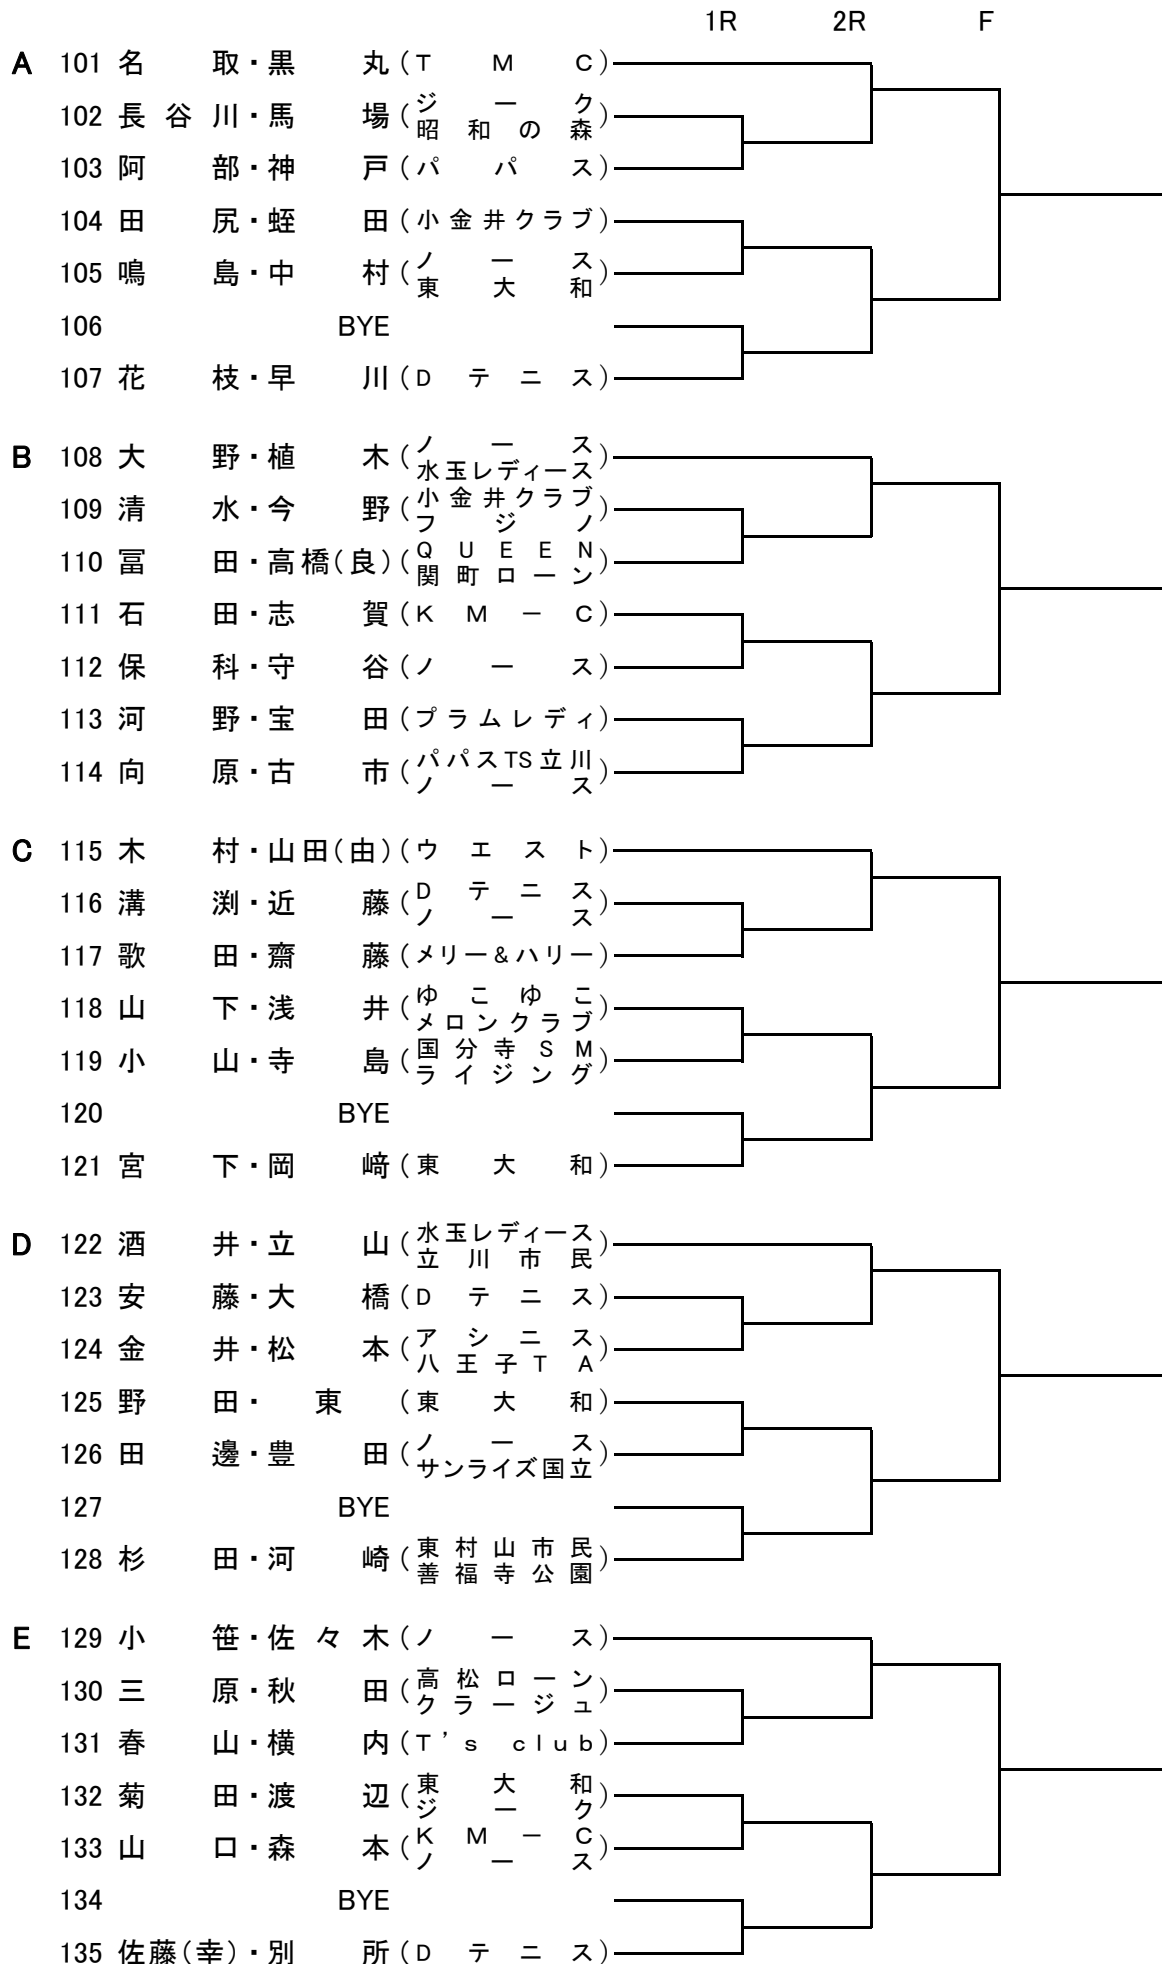 1R 2R F
A 101 名取・黒丸(TMC)
102 長谷川・馬場(ジーク 昭和の森)
103 阿部・神戸(パパス)
104 田尻・蛭田(小金井クラブ)
105 鳴島・中村(ノース 東大和)
106 BYE
107 花枝・早川(Dテニス)
B 108 大野・植木(ノース 水玉レディース)
109 清水・今野(小金井クラブ フジノ)
110 冨田・高橋(良)(QUEEN 関町ローン)
111 石田・志賀(KM-C)
112 保科・守谷(ノース)
113 河野・宝田(プラムレディ)
114 向原・古市(パパスTS立川 ノース)
C 115 木村・山田(由)(ウエスト)
116 溝渕・近藤(Dテニス ノース)
117 歌田・齋藤(メリー&ハリー)
118 山下・浅井(ゆこゆこ メロンクラブ)
119 小山・寺島(国分寺SM ライジング)
120 BYE
121 宮下・岡﨑(東大和)
D 122 酒井・立山(水玉レディース 立川市民)
123 安藤・大橋(Dテニス)
124 金井・松本(アシニス 八王子TA)
125 野田・東(東大和)
126 田邊・豊田(ノース サンライズ国立)
127 BYE
128 杉田・河崎(東村山市民 善福寺公園)
E 129 小笹・佐々木(ノース)
130 三原・秋田(高松ローン クラージュ)
131 春山・横内(T's club)
132 菊田・渡辺(東大和 ジーク)
133 山口・森本(KM-C ノース)
134 BYE
135 佐藤(幸)・別所(Dテニス)